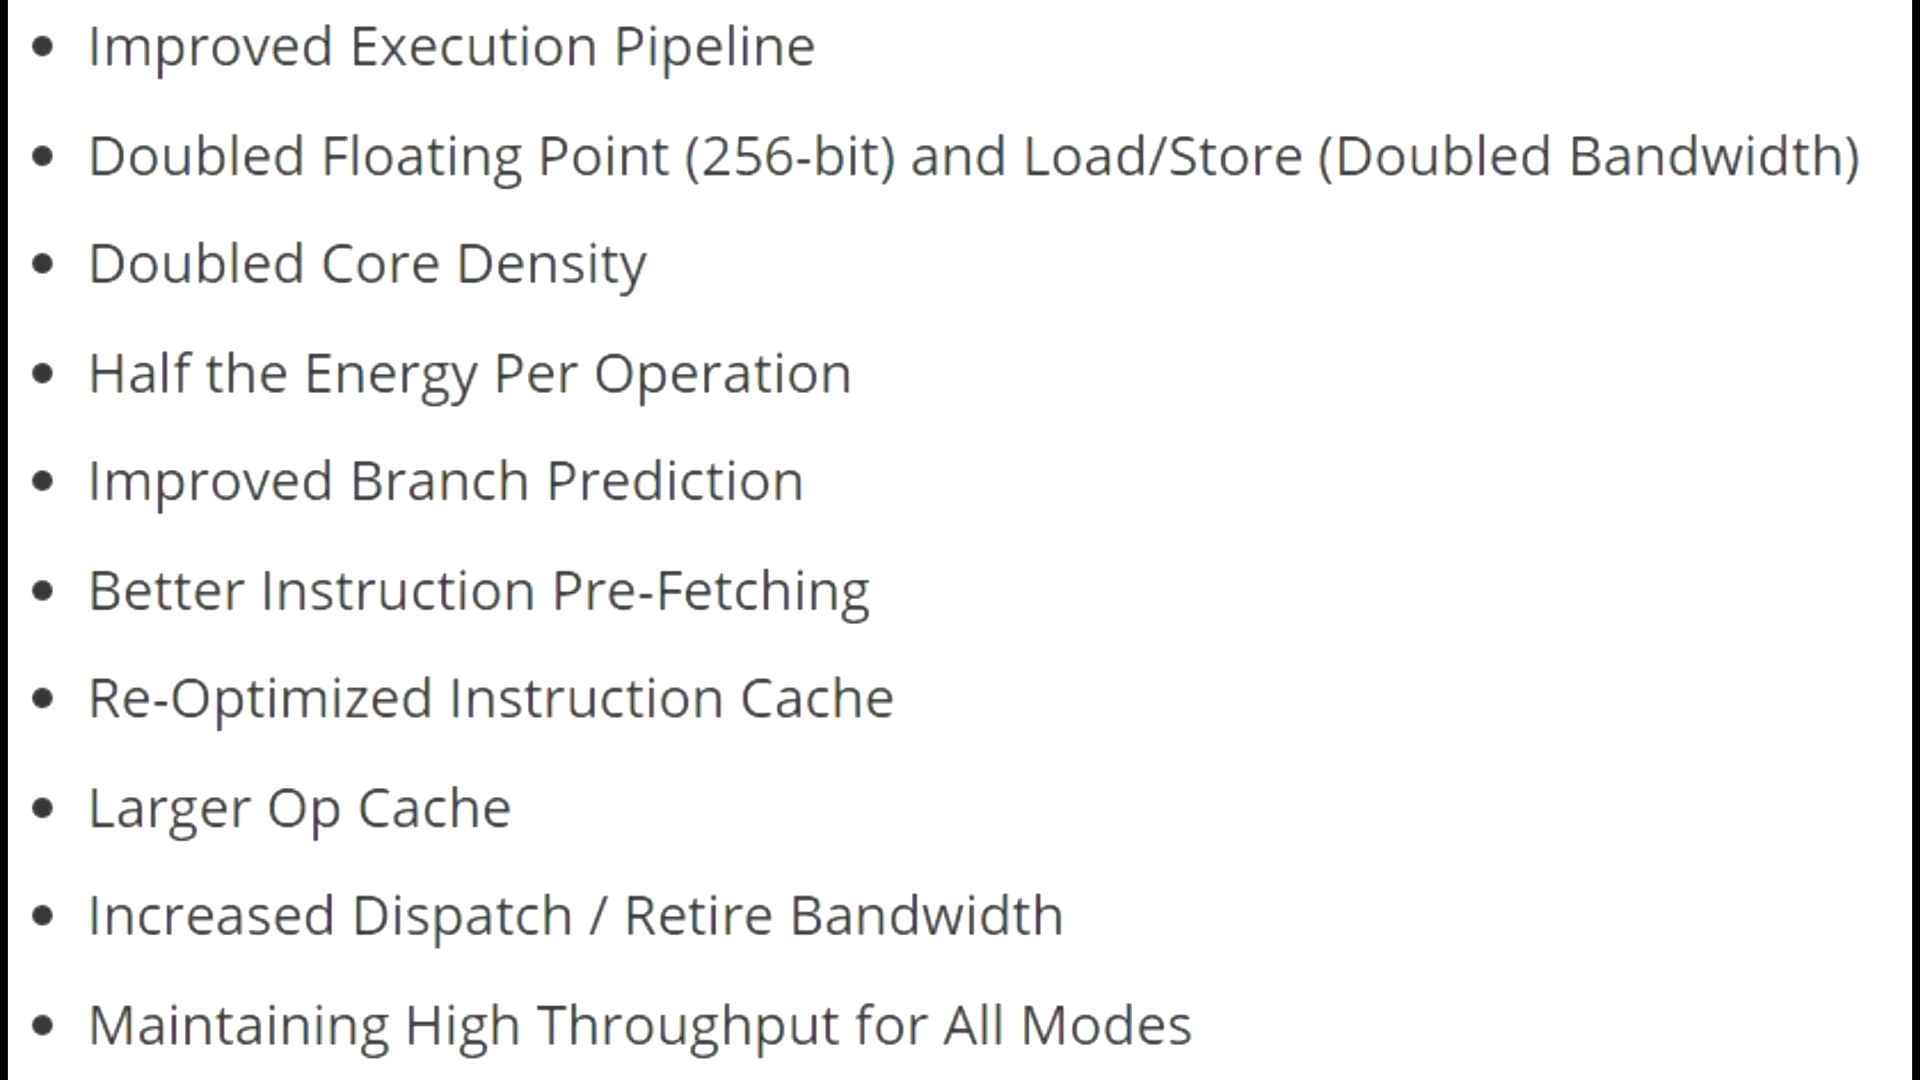 • Improved Execution Pipeline
• Doubled Floating Point (256-bit) and Load/Store (Doubled Bandwidth)
• Doubled Core Density
• Half the Energy Per Operation
• Improved Branch Prediction
• Better Instruction Pre-Fetching
• Re-Optimized Instruction Cache
• Larger Op Cache
• Increased Dispatch / Retire Bandwidth
• Maintaining High Throughput for All Modes